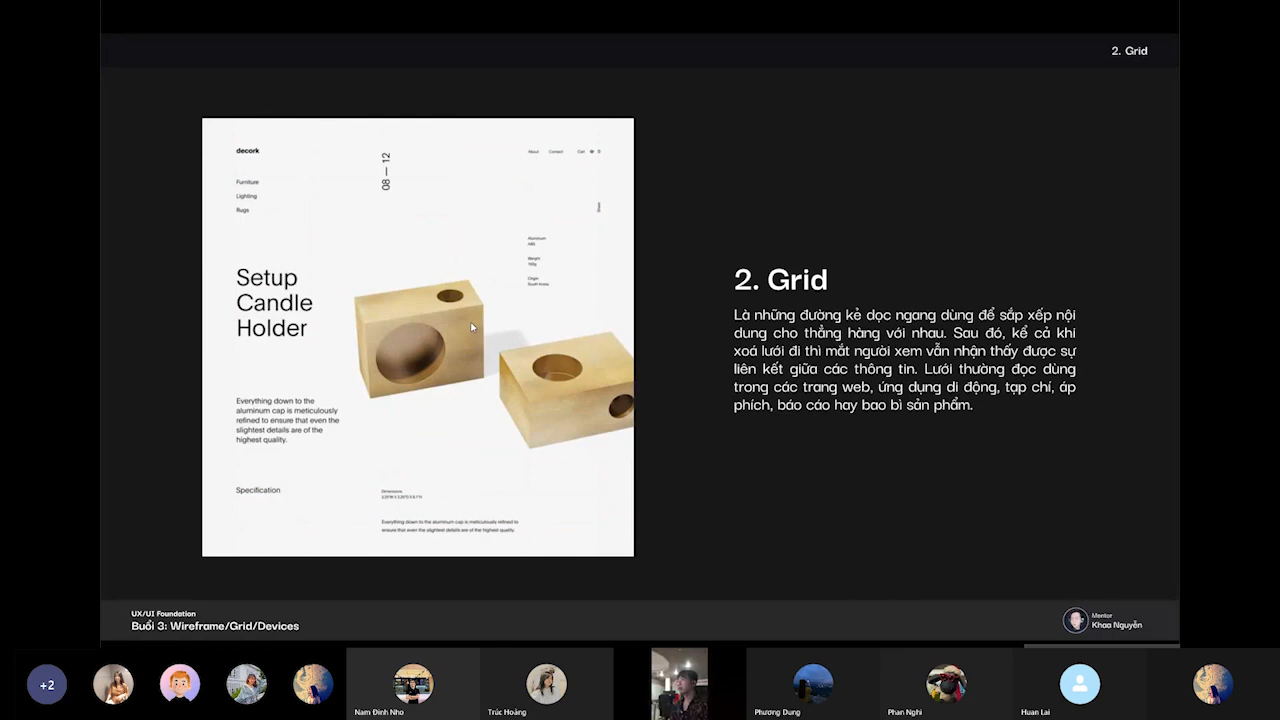 2. Grid
decork
08 — 12
About
Contact
Cart
Furniture
Lighting
Rugs
Share
Aluminum
Weight
Origin
South Korea
Setup
Candle
Holder
Everything down to the
aluminum cap is meticulously
refined to ensure that even the
slightest details are of the
highest quality.
Specification
Dimensions
Everything down to the aluminum cap is meticulously refined to
ensure that even the slightest details are of the highest quality.
2. Grid
Là những đường kẻ dọc ngang dùng để sắp xếp nội
dung cho thẳng hàng với nhau. Sau đó, kể cả khi
xoá lưới đi thì mắt người xem vẫn nhận thấy được sự
liên kết giữa các thông tin. Lưới thường đọc dùng
trong các trang web, ứng dụng di động, tạp chí, áp
phích, báo cáo hay bao bì sản phẩm.
UX/UI Foundation
Buổi 3: Wireframe/Grid/Devices
Mentor
Khaa Nguyễn
+2
Nam Đinh Nho
Trúc Hoàng
Phương Dung
Phan Nghi
Huan Lai